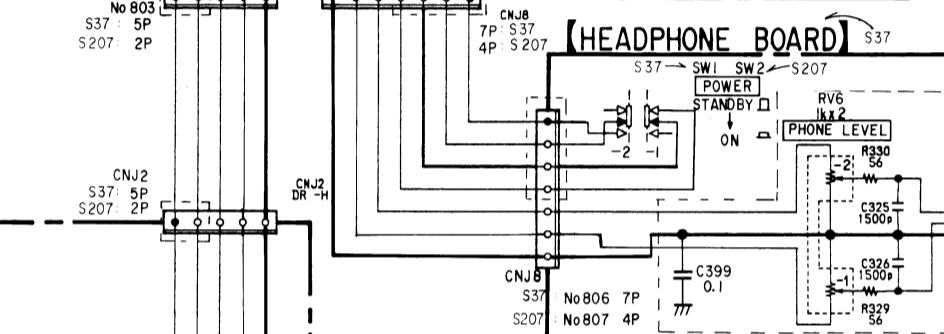 No 803
S37 : 5P
S207 : 2P
CNJ8
7P : S37
4P : S207
【HEADPHONE BOARD】 S37
S37 SW1 SW2 S207
POWER
STANDBY
ON
-2 -1
RV6
1kx2
PHONE LEVEL
-2
R330
56
C325
1500p
CNJ2
S37 : 5P
S207 : 2P
CNJ2
DR -H
CNJ8
S37 No806 7P
S207 No807 4P
C399
0.1
C326
1500p
-1
R329
56